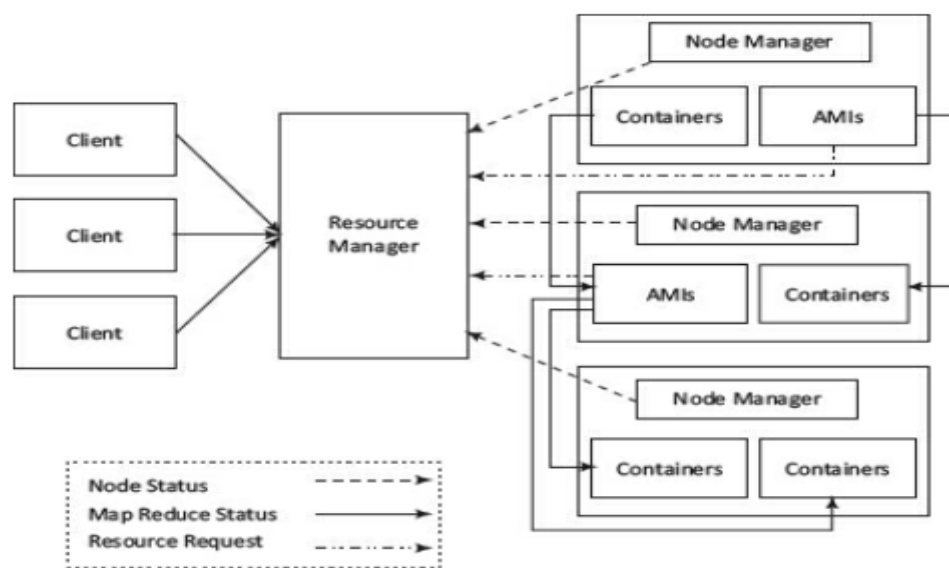 Client
Client
Client
Resource
Manager
Node Manager
Containers
AMIs
Node Manager
AMIs
Containers
Node Manager
Containers
Containers
Node Status
Map Reduce Status
Resource Request